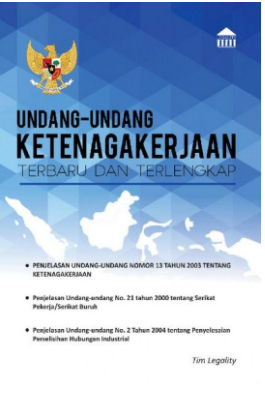 UNDANG-UNDANG
KETENAGAKERJAAN
TERBARU DAN TERLENGKAP
• PENJELASAN UNDANG-UNDANG NOMOR 13 TAHUN 2003 TENTANG
KETENAGAKERJAAN
• Penjelasan Undang-undang No. 21 tahun 2000 tentang Serikat
Pekerja/Serikat Buruh
• Penjelasan Undang-undang No. 2 Tahun 2004 tentang Penyelesaian
Perselisihan Hubungan Industrial
Tim Legality